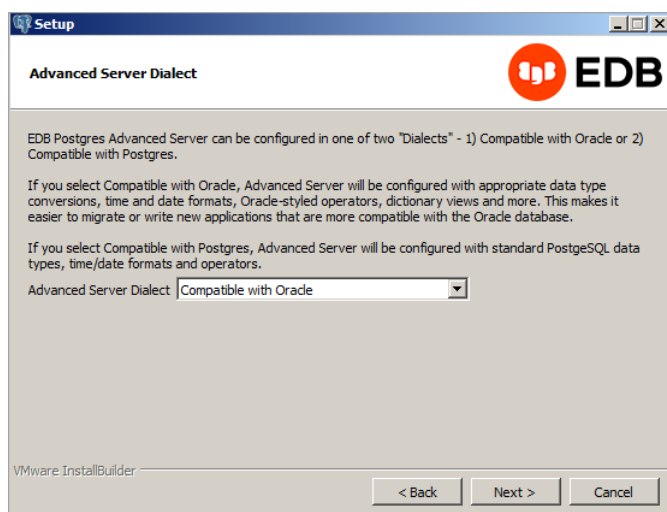 Setup
Advanced Server Dialect
EDB
EDB Postgres Advanced Server can be configured in one of two "Dialects" - 1) Compatible with Oracle or 2)
Compatible with Postgres.
If you select Compatible with Oracle, Advanced Server will be configured with appropriate data type
conversions, time and date formats, Oracle-styled operators, dictionary views and more. This makes it
easier to migrate or write new applications that are more compatible with the Oracle database.
If you select Compatible with Postgres, Advanced Server will be configured with standard PostgeSQL data
types, time/date formats and operators.
Advanced Server Dialect Compatible with Oracle
VMware InstallBuilder
< Back Next > Cancel